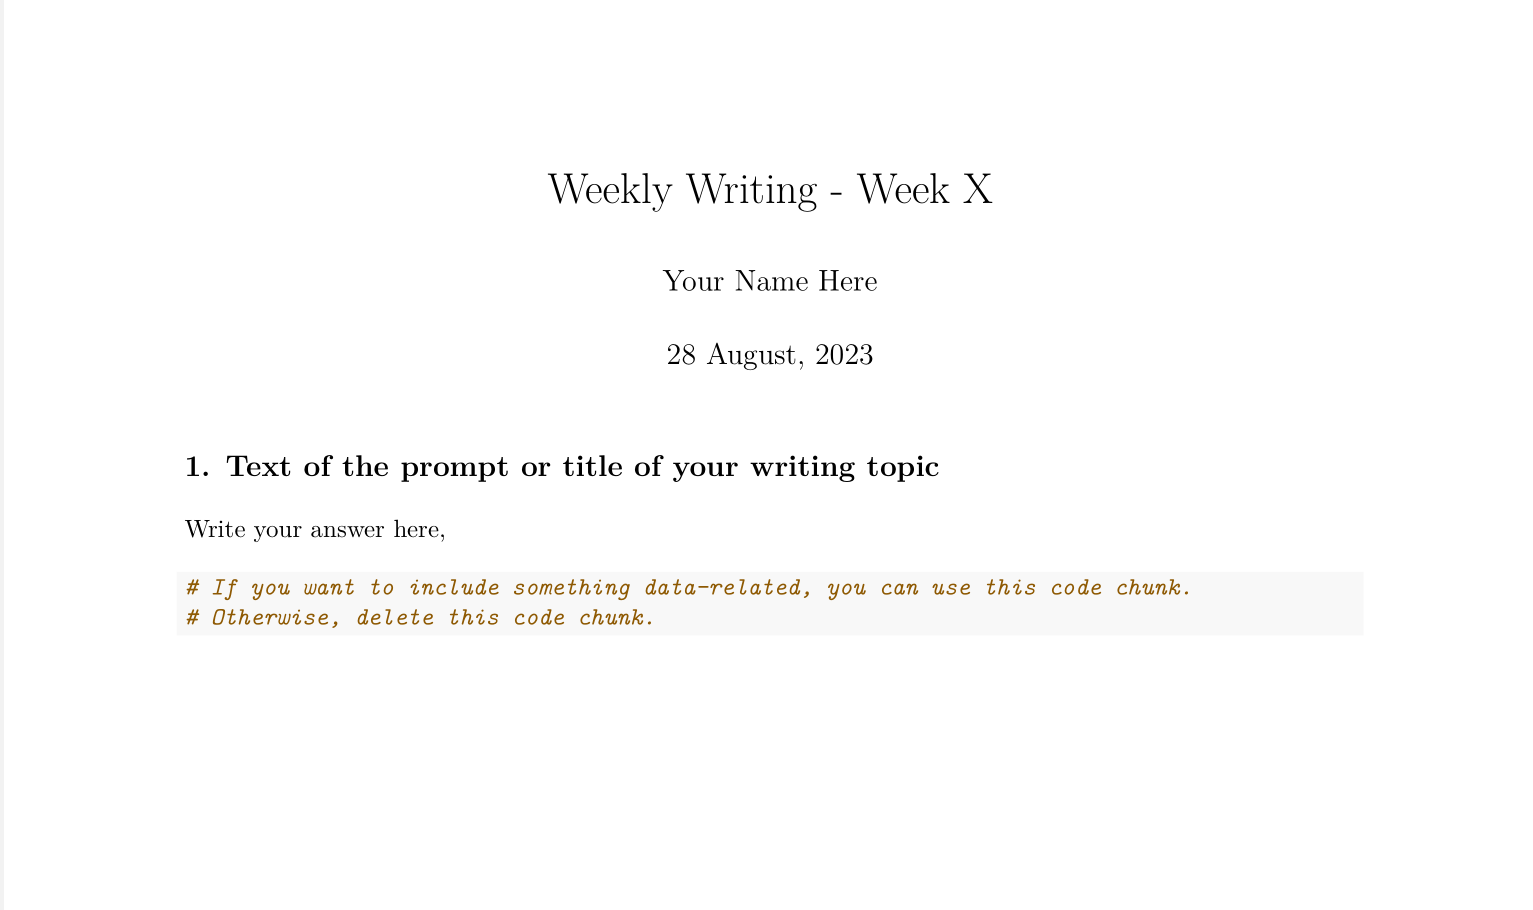 Weekly Writing - Week X
Your Name Here
28 August, 2023
1. Text of the prompt or title of your writing topic
Write your answer here,
# If you want to include something data-related, you can use this code chunk.
# Otherwise, delete this code chunk.